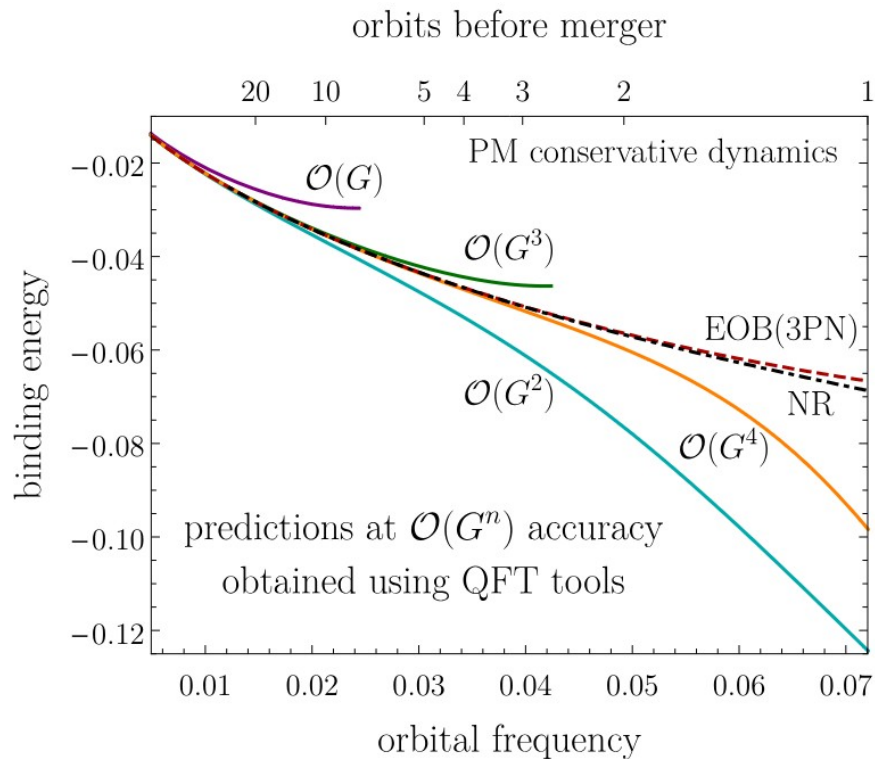 orbits before merger
20 10 5 4 3 2 1
PM conservative dynamics
−0.02
𝒪(G)
𝒪(G³)
−0.04
EOB(3PN)
−0.06
NR
𝒪(G²)
𝒪(G⁴)
−0.08
binding energy
−0.10
predictions at 𝒪(Gⁿ) accuracy
obtained using QFT tools
−0.12
0.01 0.02 0.03 0.04 0.05 0.06 0.07
orbital frequency